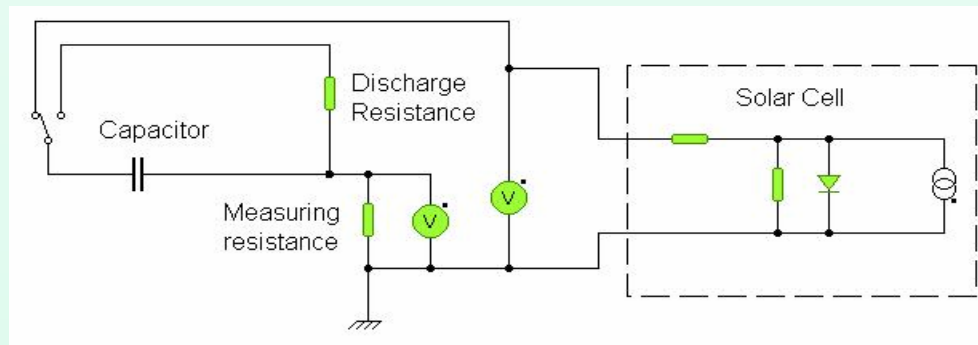 Discharge
Resistance
Solar Cell
Capacitor
Measuring
resistance
V
V